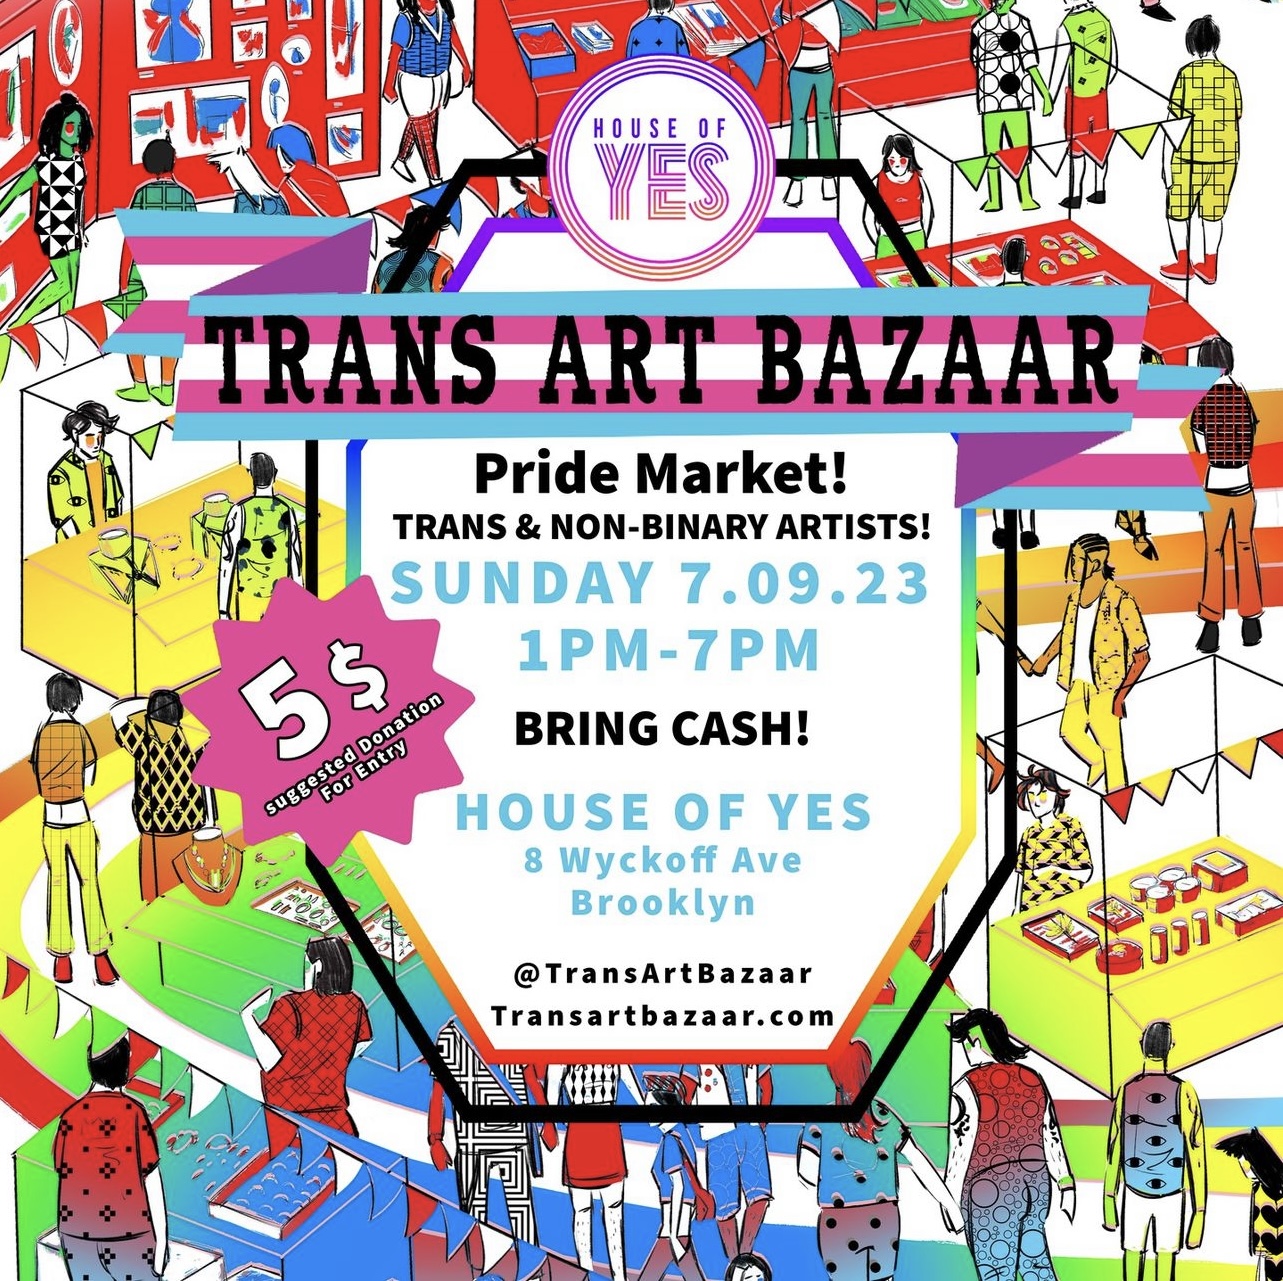 HOUSE OF
YES
TRANS ART BAZAAR
Pride Market!
TRANS & NON-BINARY ARTISTS!
SUNDAY 7.09.23
1PM-7PM
5$
suggested Donation
For Entry
BRING CASH!
HOUSE OF YES
8 Wyckoff Ave
Brooklyn
@TransArtBazaar
Transartbazaar.com